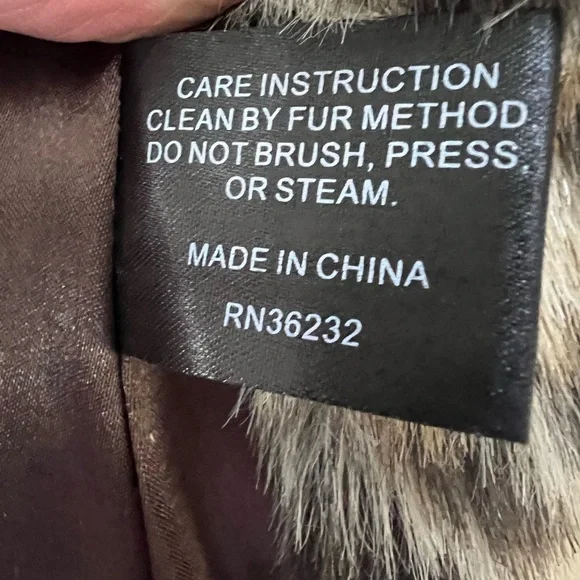 CARE INSTRUCTION
CLEAN BY FUR METHOD
DO NOT BRUSH, PRESS,
OR STEAM.
MADE IN CHINA
RN36232